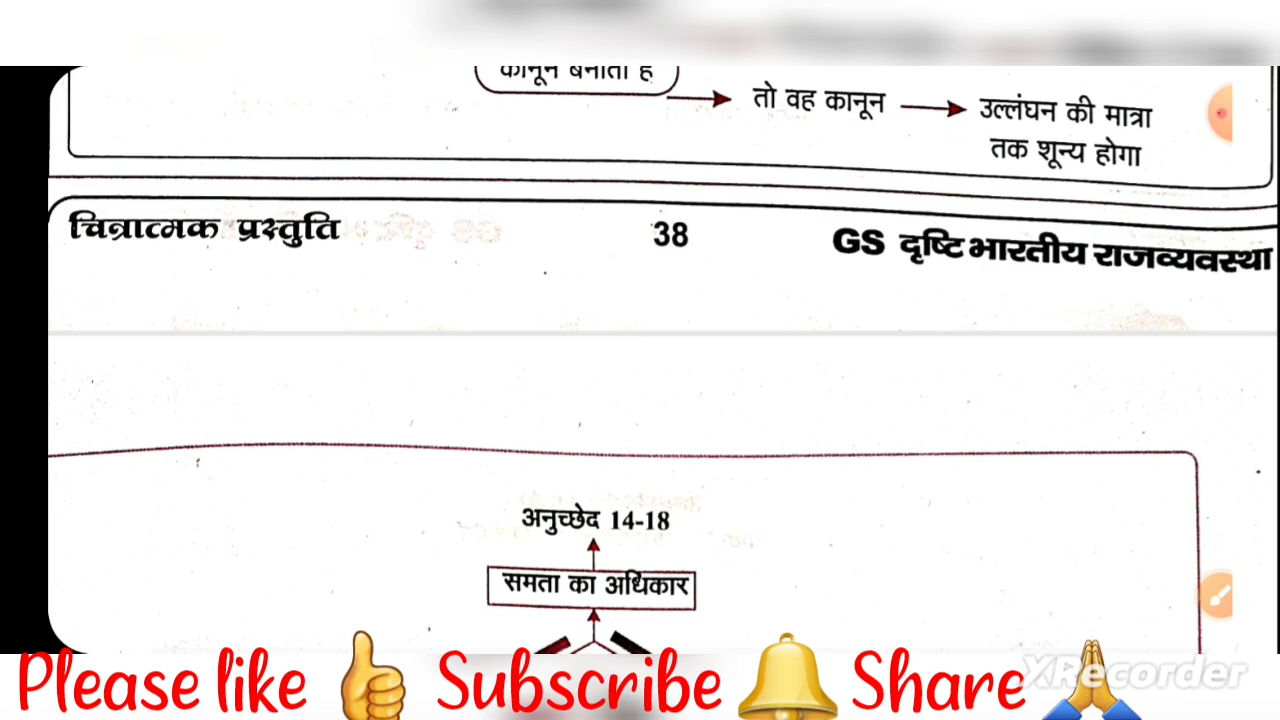 कानून बनाता है
तो वह कानून
उल्लंघन की मात्रा
तक शून्य होगा
चित्रात्मक प्रस्तुति 38 GS दृष्टि भारतीय राजव्यवस्था
अनुच्छेद 14-18
समता का अधिकार
Please like Subscribe Share
XRecorder